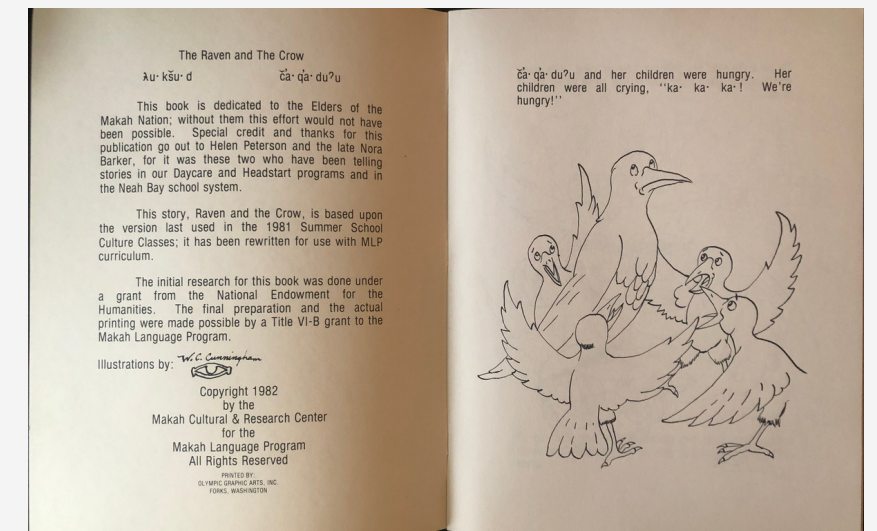 The Raven and The Crow
ƛu· kšu· d č̓a· q̓a· duʔu
This book is dedicated to the Elders of the
Makah Nation; without them this effort would not have
been possible. Special credit and thanks for this
publication go out to Helen Peterson and the late Nora
Barker, for it was these two who have been telling
stories in our Daycare and Headstart programs and in
the Neah Bay school system.
This story, Raven and the Crow, is based upon
the version last used in the 1981 Summer School
Culture Classes; it has been rewritten for use with MLP
curriculum.
The initial research for this book was done under
a grant from the National Endowment for the
Humanities. The final preparation and the actual
printing were made possible by a Title VI-B grant to the
Makah Language Program.
Illustrations by: W.C. Cunningham
Copyright 1982
by the
Makah Cultural & Research Center
for the
Makah Language Program
All Rights Reserved
PRINTED BY:
OLYMPIC GRAPHIC ARTS, INC.
FORKS, WASHINGTON
č̓a· q̓a· duʔu and her children were hungry. Her
children were all crying, "ka· ka· ka·! We're
hungry!"